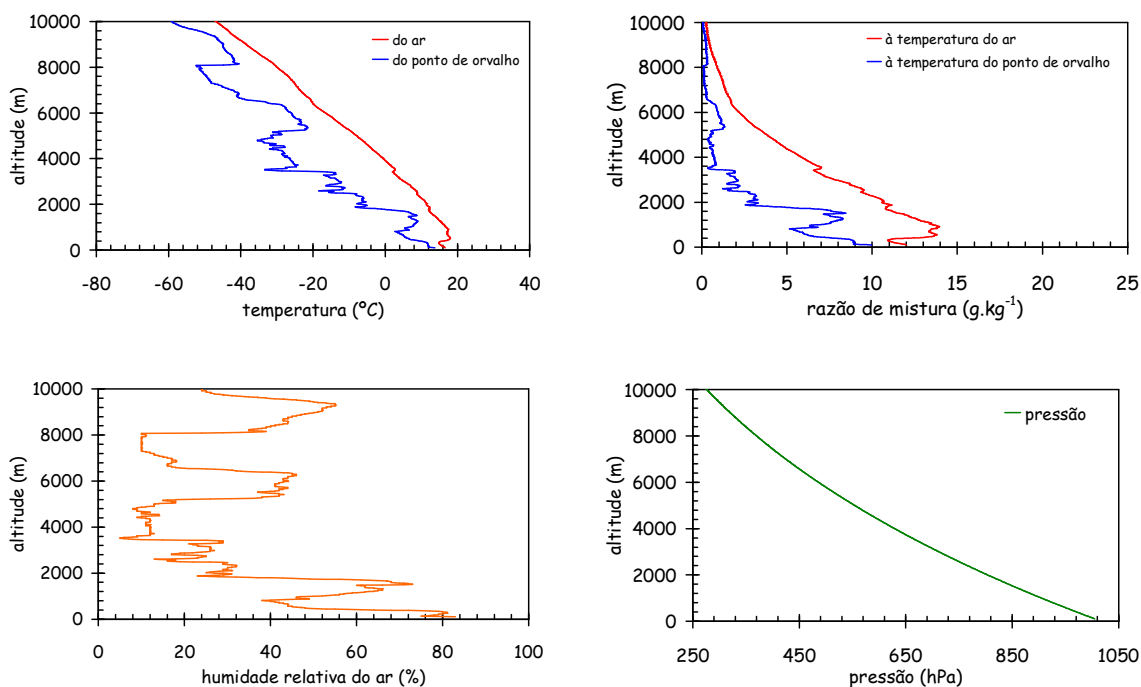 10000
8000
6000
4000
2000
0
altitude (m)
-80 -60 -40 -20 0 20 40
temperatura (ºC)
do ar
do ponto de orvalho
10000
8000
6000
4000
2000
0
altitude (m)
0 5 10 15 20 25
razão de mistura (g.kg-1)
à temperatura do ar
à temperatura do ponto de orvalho
10000
8000
6000
4000
2000
0
altitude (m)
0 20 40 60 80 100
humidade relativa do ar (%)
10000
8000
6000
4000
2000
0
altitude (m)
250 450 650 850 1050
pressão (hPa)
pressão